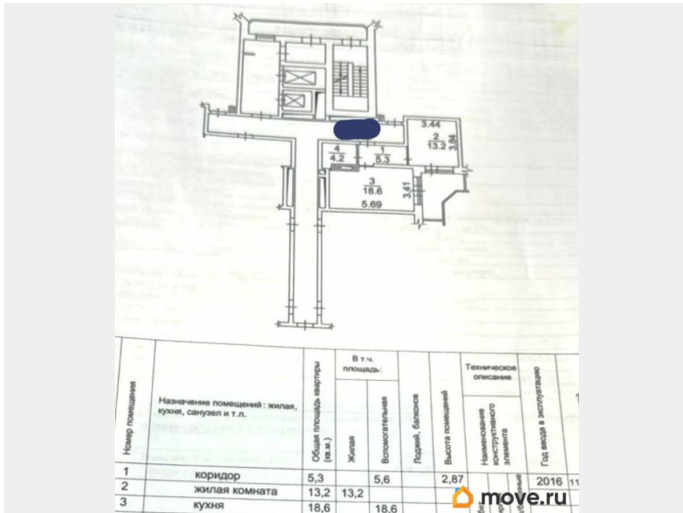 3.44
2
13.2
3.84
4
4.2
1
5.3
3
18.6
3.41
5.69
Номер помещения
Назначение помещений: жилая,
кухня, санузел и т.п.
Общая площадь квартиры
(кв.м.)
В т.ч.
площадь:
Жилая
Вспомогательная
Лоджий, балконов
Высота помещений
Техническое
описание
Наименование
конструктивного
элемента
Год ввода в эксплуатацию
1 коридор 5,3 5,6 2,87 2016 11
2 жилая комната 13,2 13,2
3 кухня 18,6 18,6
move.ru